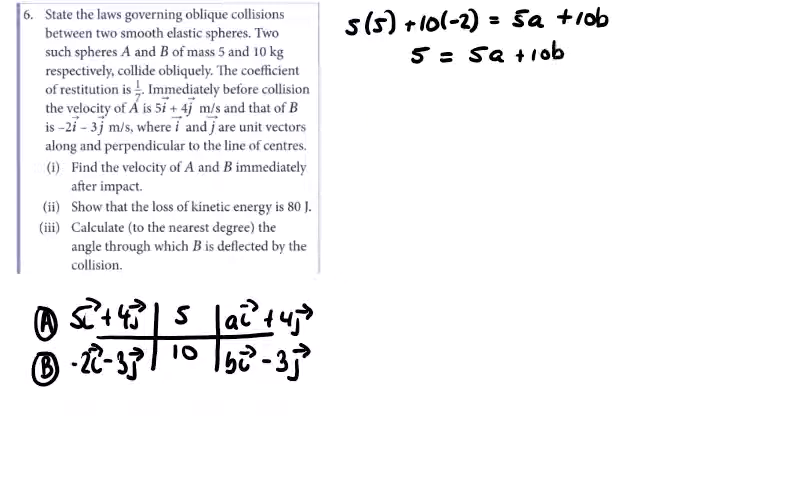 6. State the laws governing oblique collisions
between two smooth elastic spheres. Two
such spheres A and B of mass 5 and 10 kg
respectively, collide obliquely. The coefficient
of restitution is 1/7. Immediately before collision
the velocity of A is 5i⃗ + 4j⃗ m/s and that of B
is –2i⃗ – 3j⃗ m/s, where i⃗ and j⃗ are unit vectors
along and perpendicular to the line of centres.
(i) Find the velocity of A and B immediately
after impact.
(ii) Show that the loss of kinetic energy is 80 J.
(iii) Calculate (to the nearest degree) the
angle through which B is deflected by the
collision.
A 5i⃗ + 4j⃗ | 5 | ai⃗ + 4j⃗
B -2i⃗ - 3j⃗ | 10 | bi⃗ - 3j⃗
5(5) + 10(-2) = 5a + 10b
5 = 5a + 10b